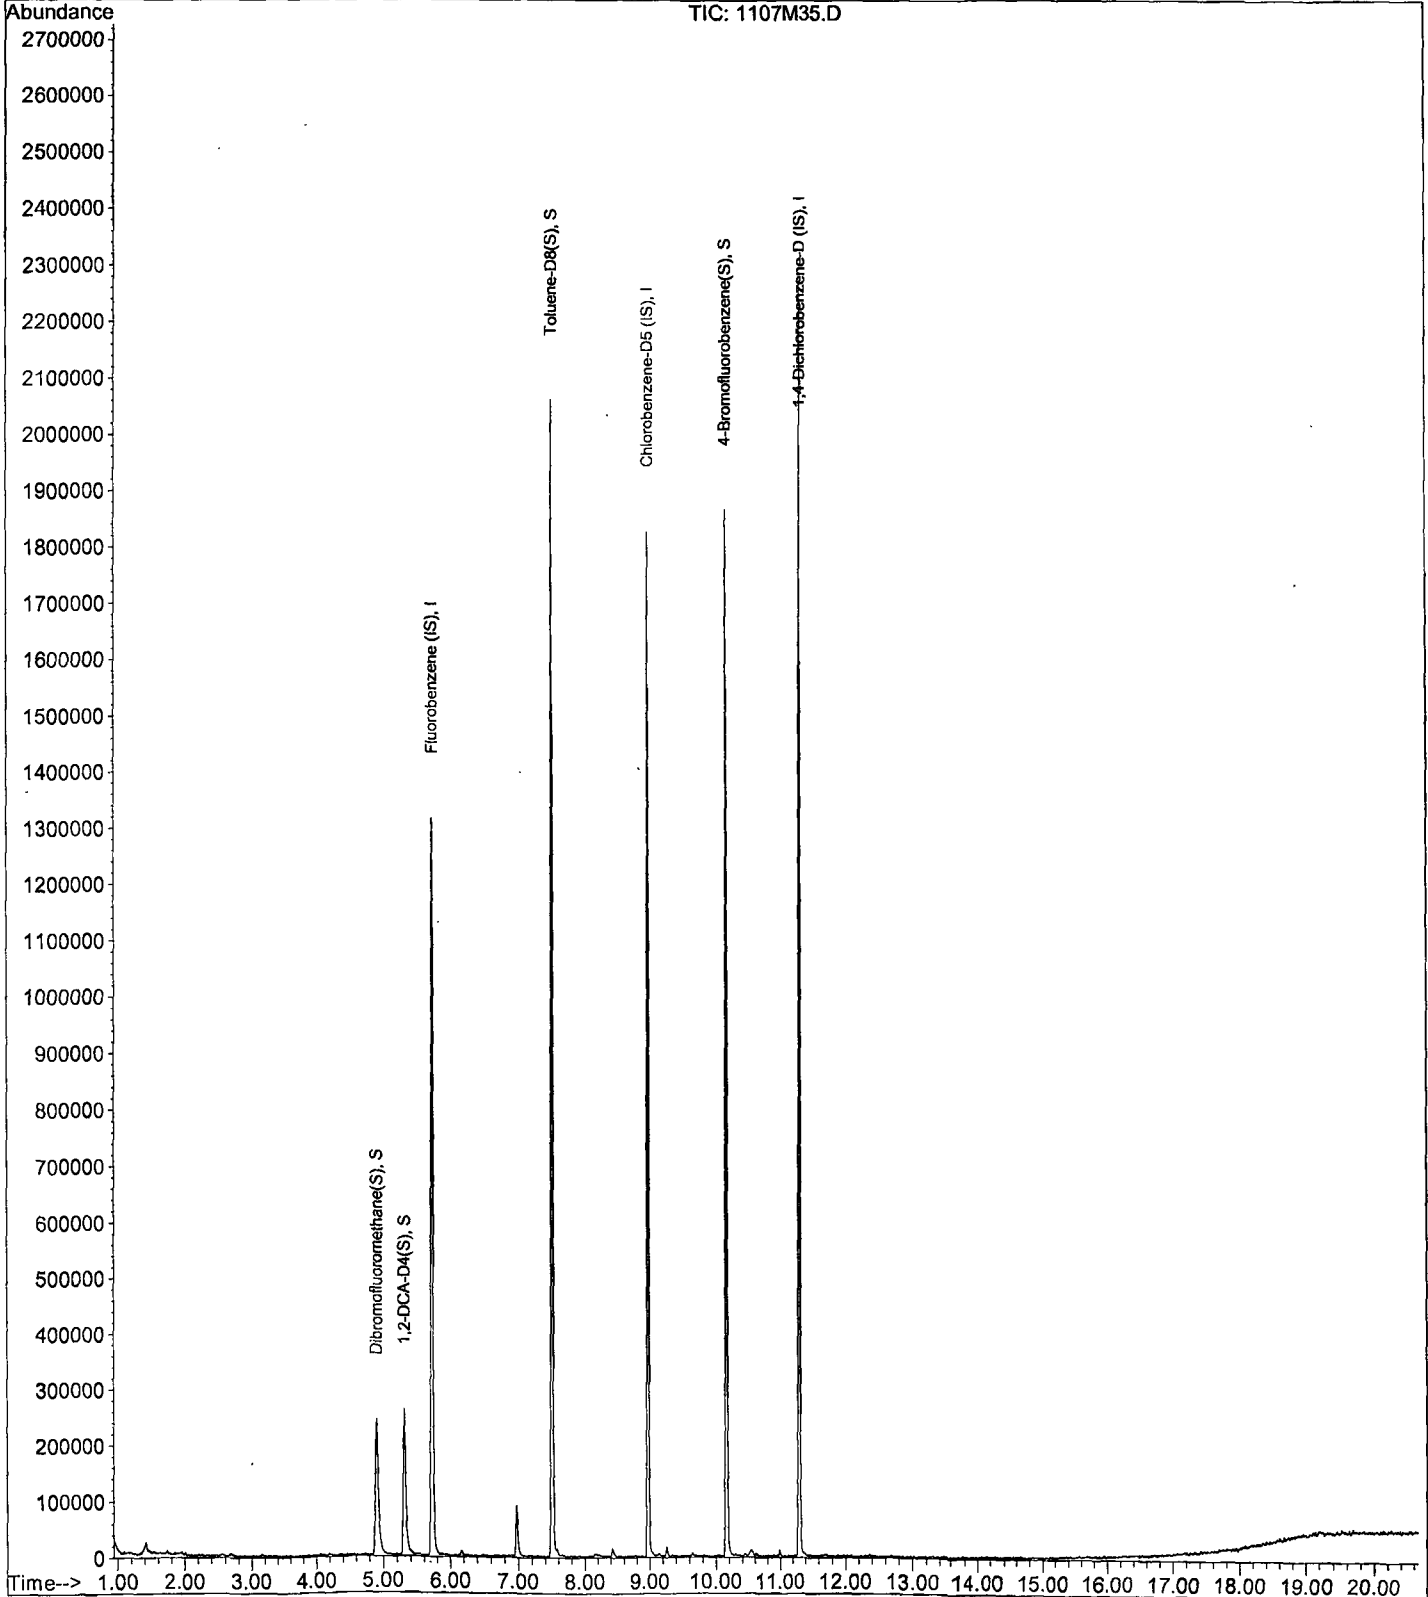 Abundance
TIC: 1107M35.D
2700000
2600000
2500000
2400000
2300000
2200000
2100000
2000000
1900000
1800000
1700000
1600000
1500000
1400000
1300000
1200000
1100000
1000000
900000
800000
700000
600000
500000
400000
300000
200000
100000
0
Dibromofluoromethane(S), S
1,2-DCA-D4(S), S
Fluorobenzene (IS), I
Toluene-D8(S), S
Chlorobenzene-D5 (IS), I
4-Bromofluorobenzene(S), S
1,4-Dichlorobenzene-D (IS), I
Time--> 1.00 2.00 3.00 4.00 5.00 6.00 7.00 8.00 9.00 10.00 11.00 12.00 13.00 14.00 15.00 16.00 17.00 18.00 19.00 20.00